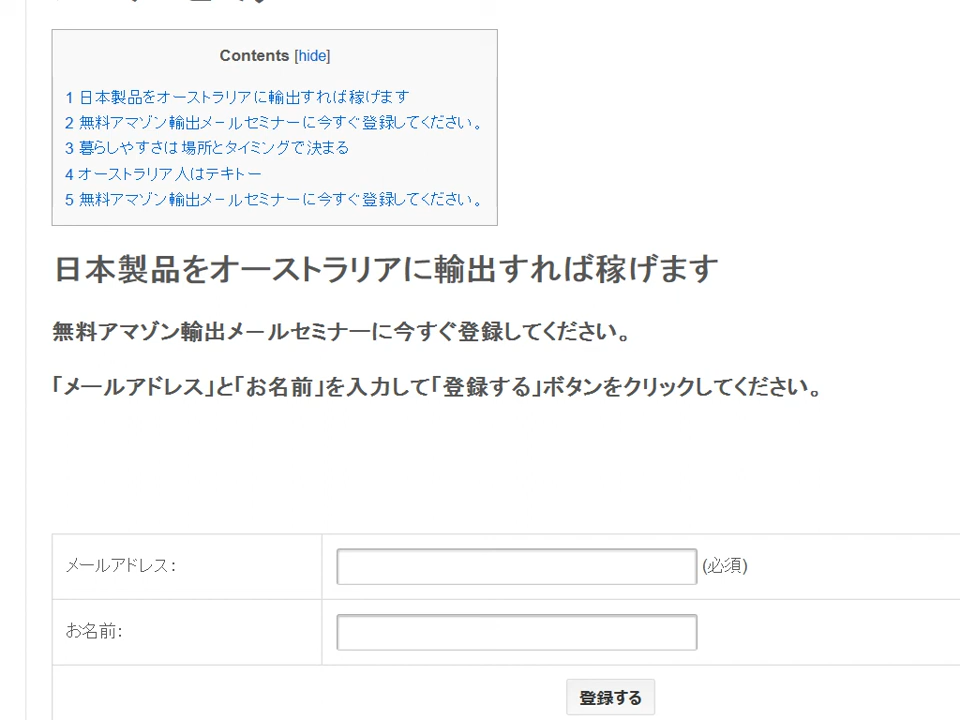 Contents [hide]
1 日本製品をオーストラリアに輸出すれば稼げます
2 無料アマゾン輸出メールセミナーに今すぐ登録してください。
3 暮らしやすさは場所とタイミングで決まる
4 オーストラリア人はテキトー
5 無料アマゾン輸出メールセミナーに今すぐ登録してください。
日本製品をオーストラリアに輸出すれば稼げます
無料アマゾン輸出メールセミナーに今すぐ登録してください。
「メールアドレス」と「お名前」を入力して「登録する」ボタンをクリックしてください。
メールアドレス: (必須)
お名前:
登録する